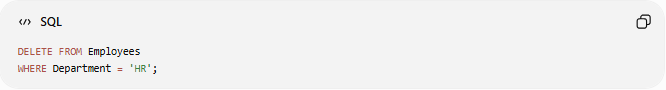 SQL
DELETE FROM Employees
WHERE Department = 'HR';